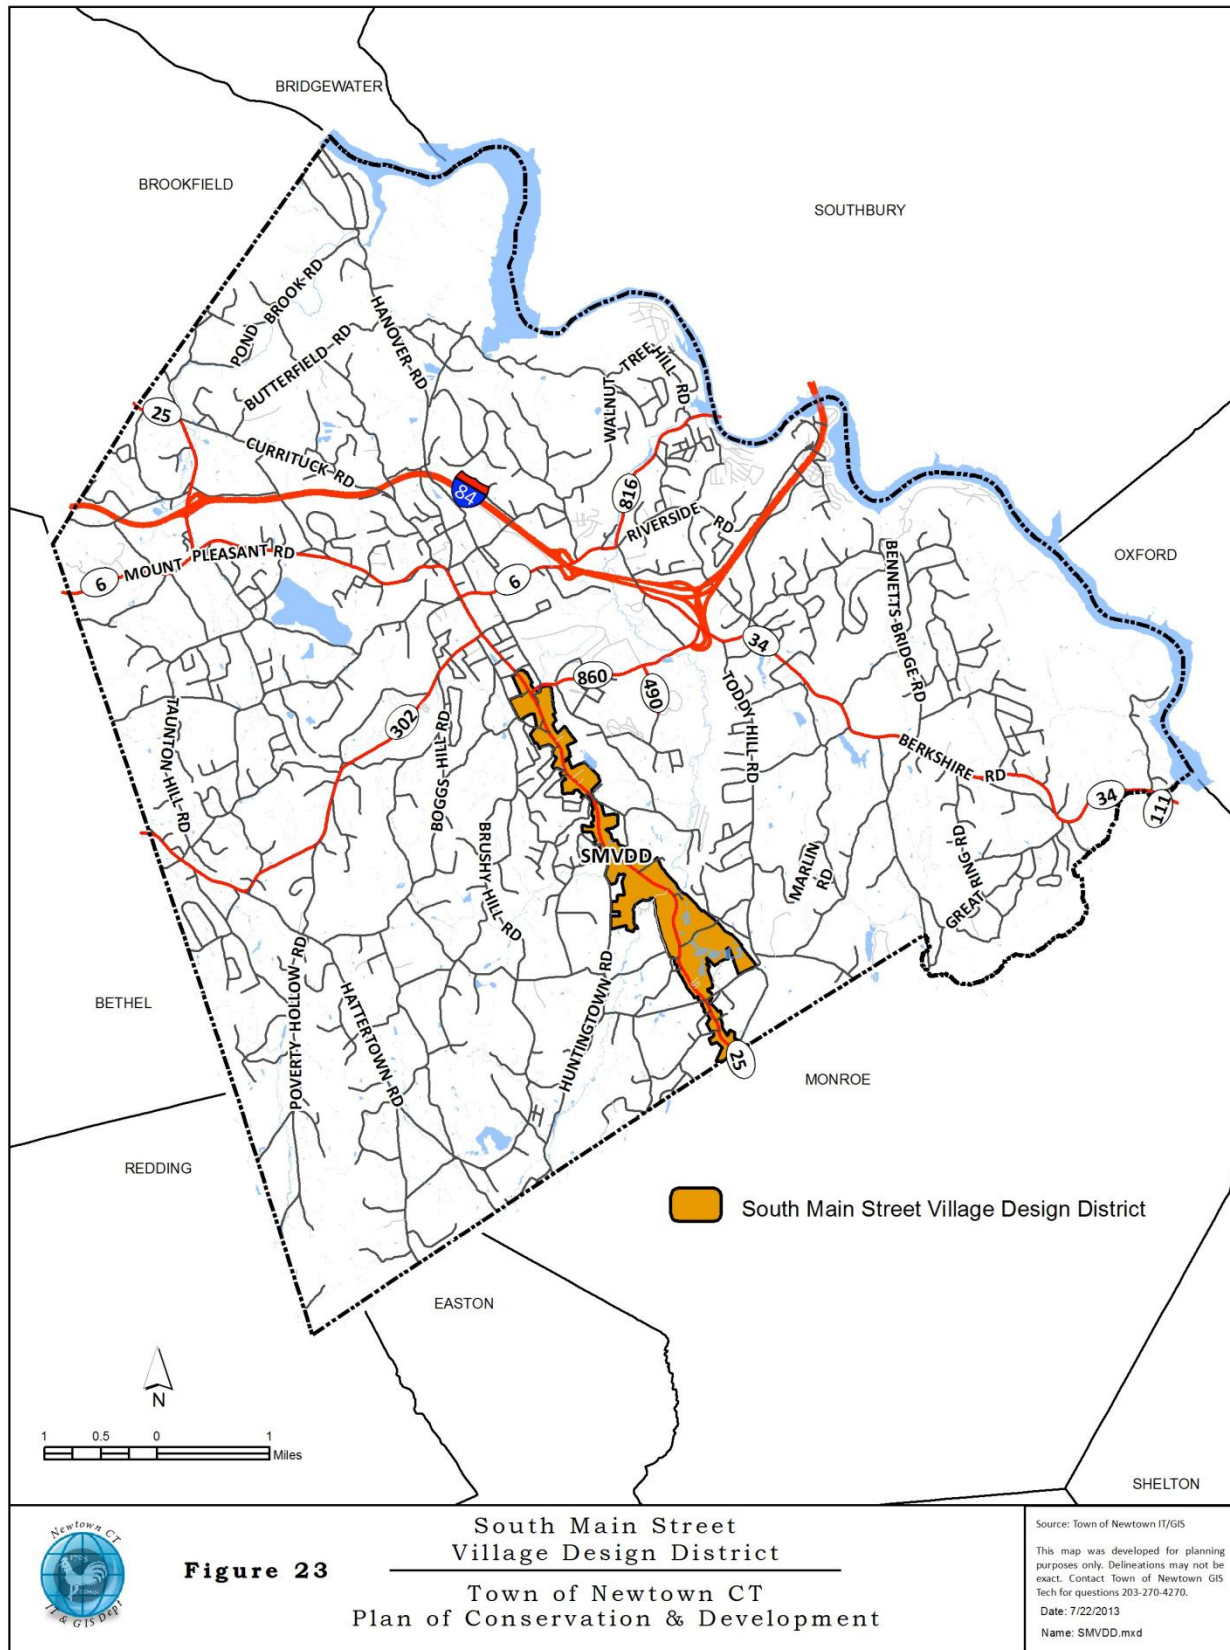 BRIDGEWATER
BROOKFIELD
SOUTHBURY
POND BROOK RD
HANOVER RD
BUTTERFIELD RD
WALNUT TREE HILL RD
25
CURRITUCK RD
84
816
RIVERSIDE RD
OXFORD
BENNETTS BRIDGE RD
6
MOUNT PLEASANT RD
6
34
860
490
TODDY HILL RD
TAUNTON HILL RD
302
BOGGS HILL RD
BERKSHIRE RD
34
111
BRUSHY HILL RD
SMVDD
MARLIN RD
GREAT RING RD
BETHEL
POVERTY HOLLOW RD
HATTERTOWN RD
HUNTINGTOWN RD
25
MONROE
REDDING
South Main Street Village Design District
EASTON
N
1 0.5 0 1
Miles
SHELTON
Newtown CT
1705
IT & GIS Dept
Figure 23
South Main Street
Village Design District
Town of Newtown CT
Plan of Conservation & Development
Source: Town of Newtown IT/GIS
This map was developed for planning
purposes only. Delineations may not be
exact. Contact Town of Newtown GIS
Tech for questions 203-270-4270.
Date: 7/22/2013
Name: SMVDD.mxd